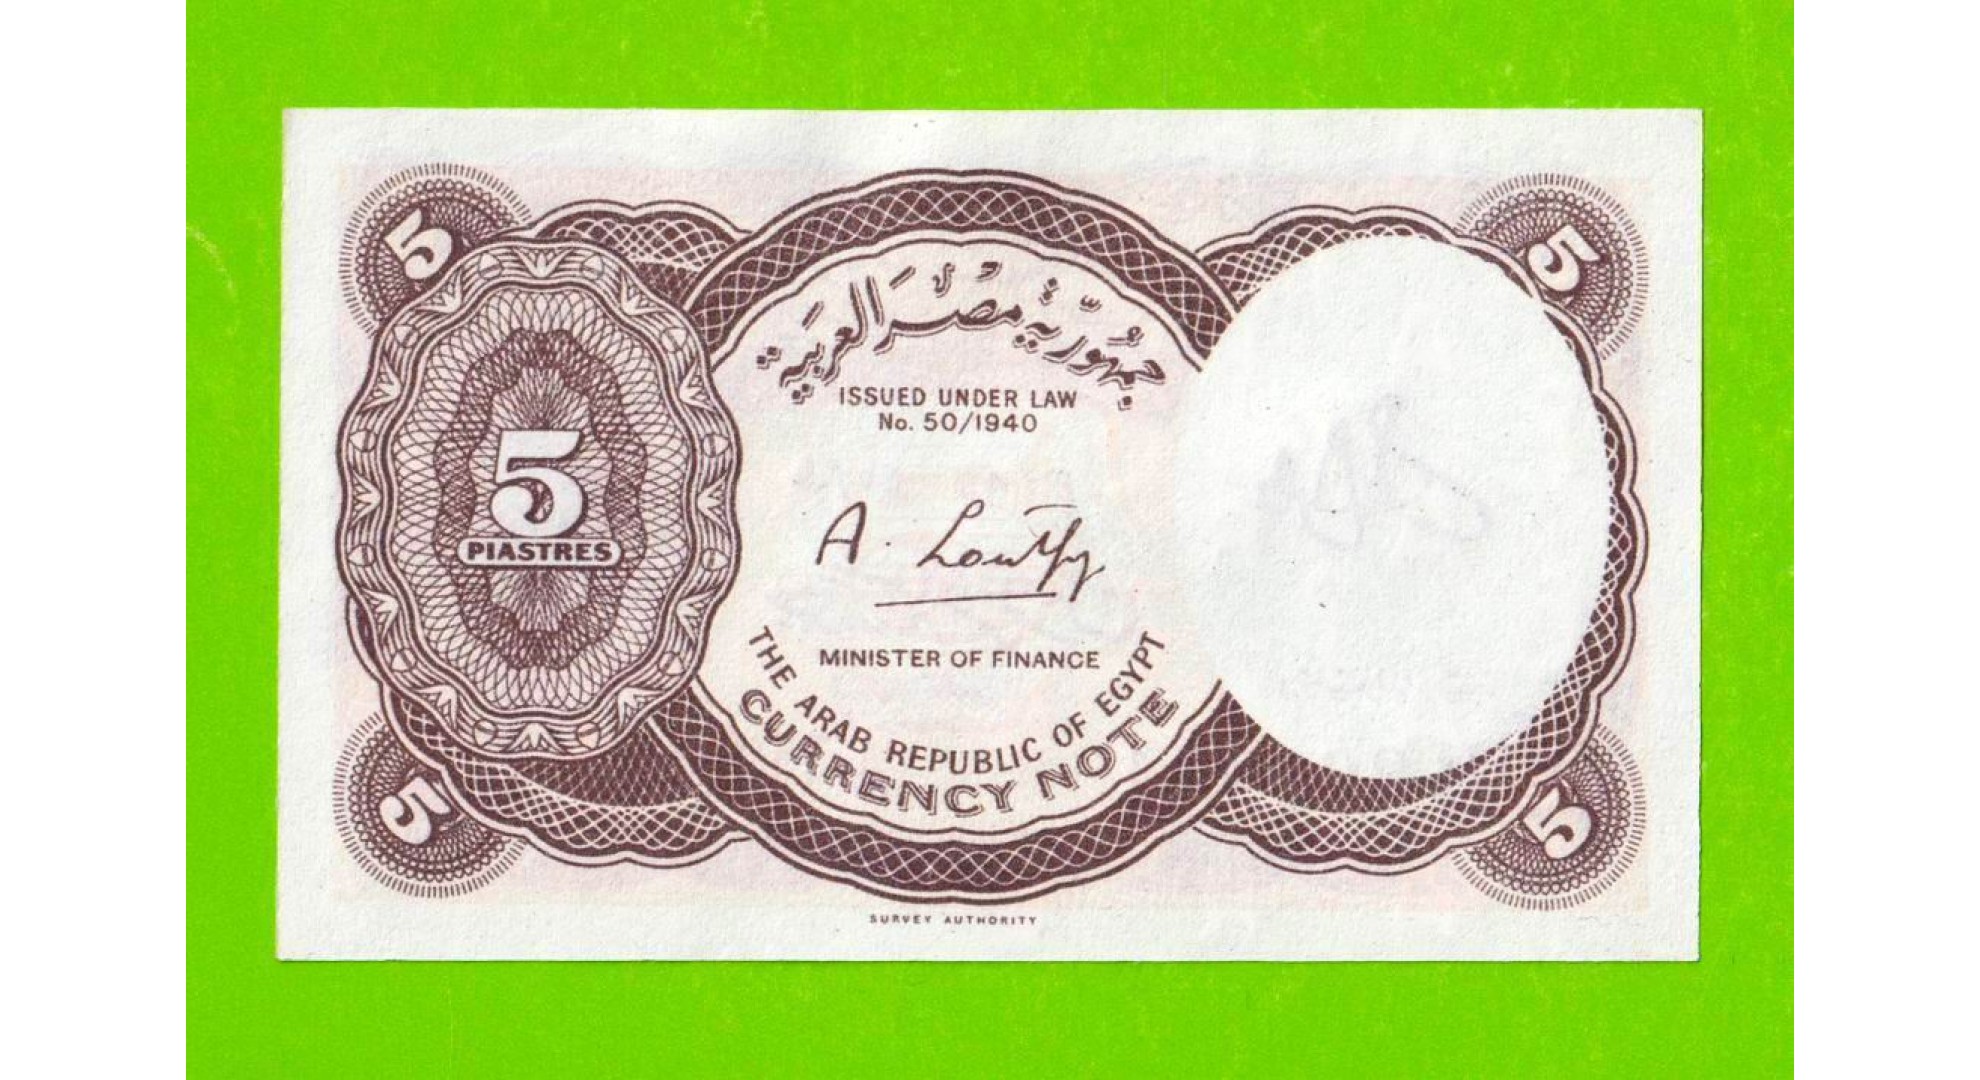 5
5
جمهورية مصر العربية
ISSUED UNDER LAW
No. 50/1940
5
PIASTRES
A. Loutfy
MINISTER OF FINANCE
THE ARAB REPUBLIC OF EGYPT
CURRENCY NOTE
5
5
SURVEY AUTHORITY